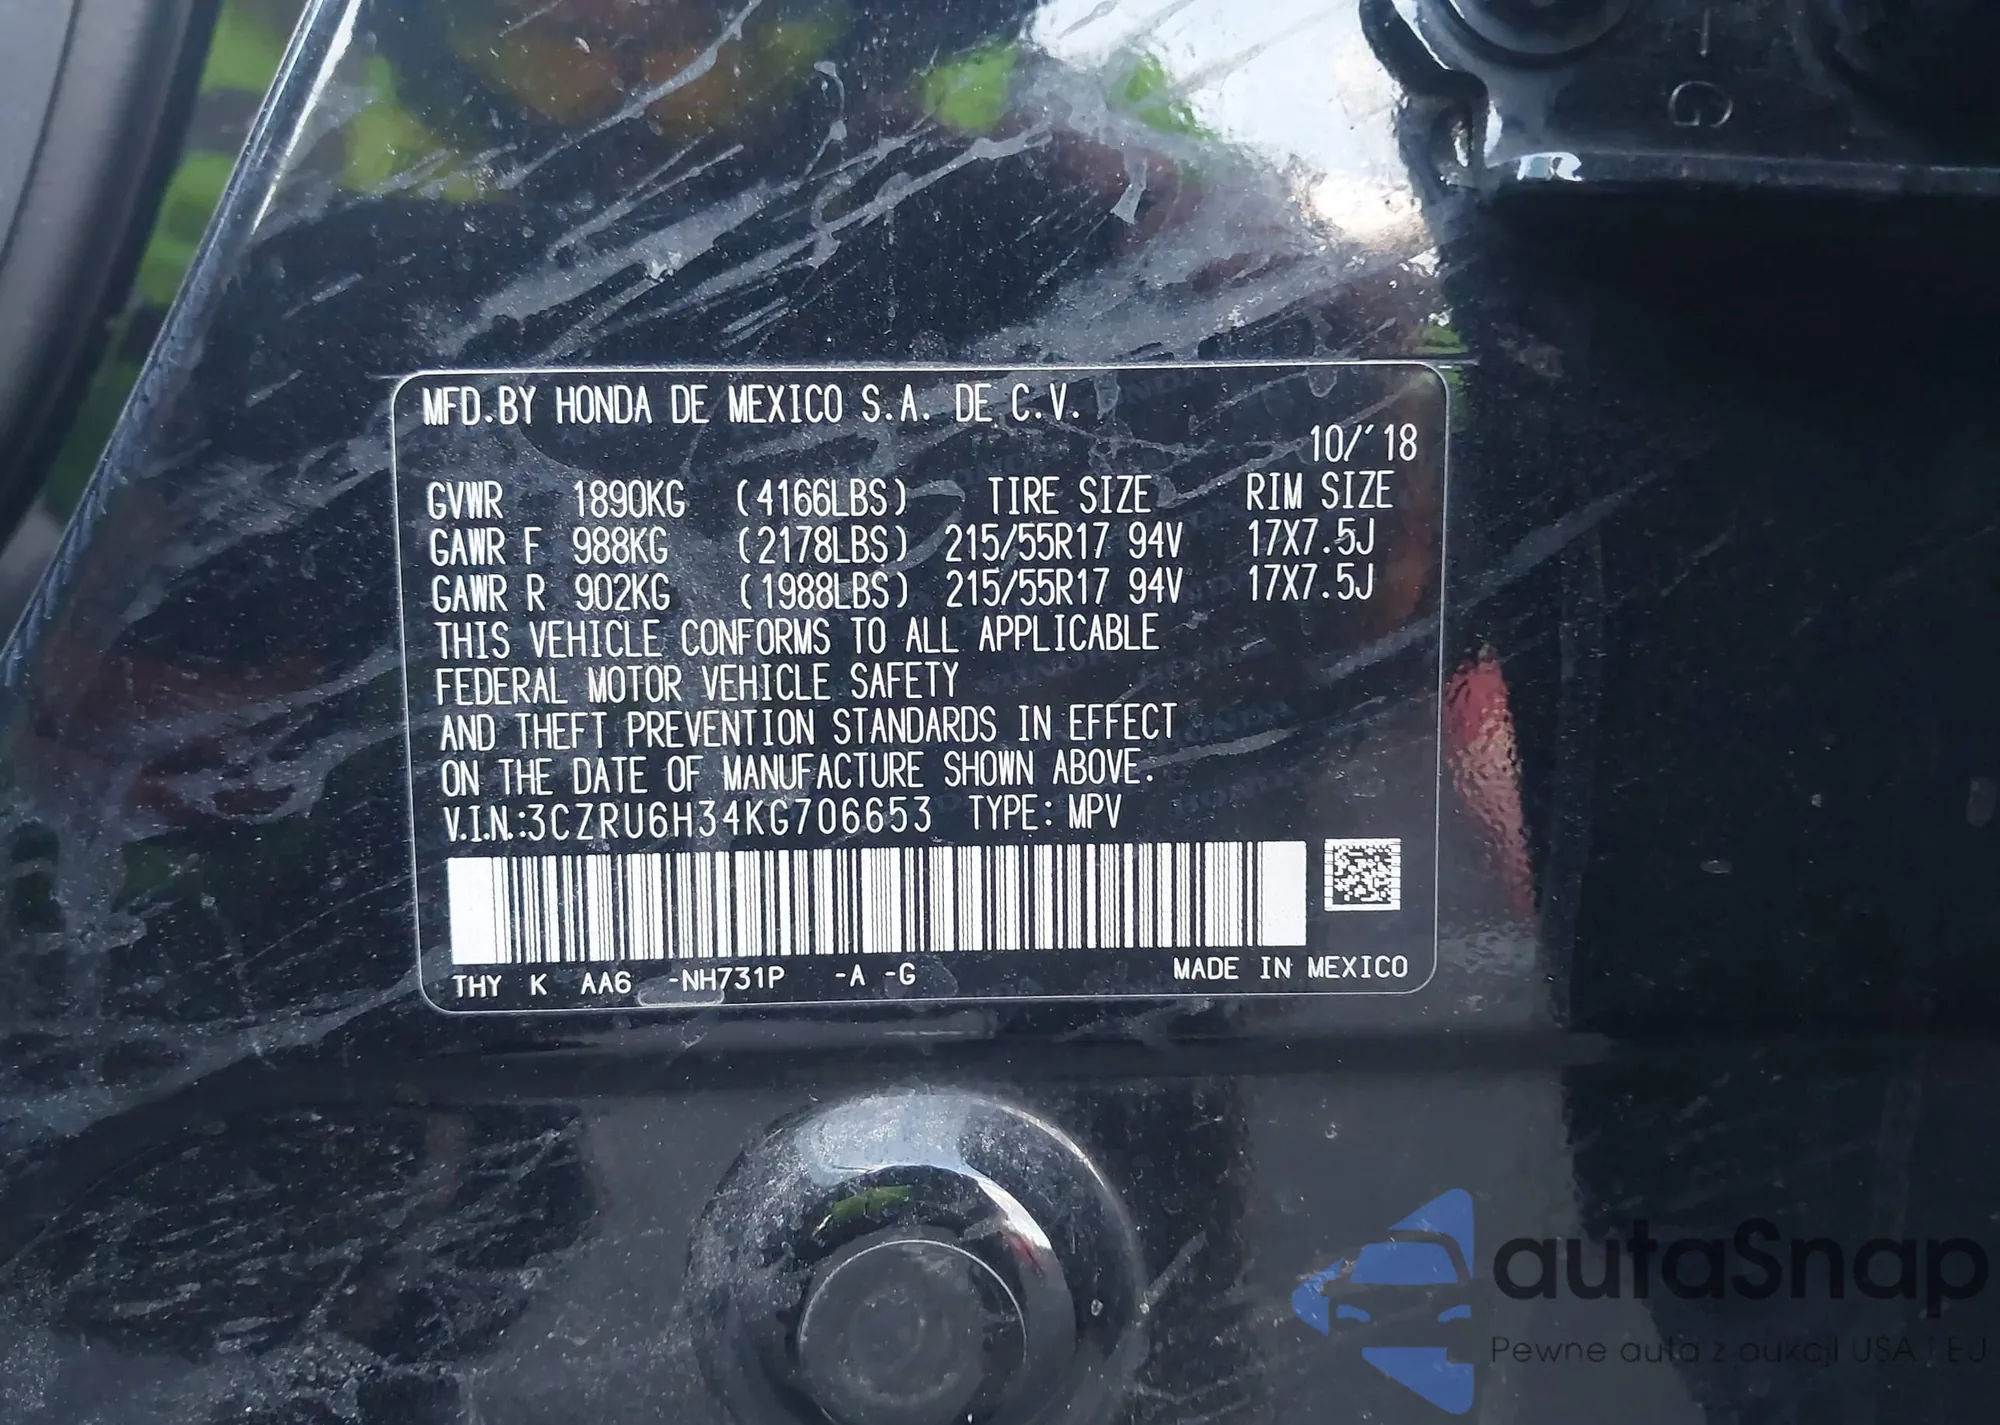 G
MFD.BY HONDA DE MEXICO S.A. DE C.V.
10/'18
GVWR 1890KG (4166LBS) TIRE SIZE RIM SIZE
GAWR F 988KG (2178LBS) 215/55R17 94V 17X7.5J
GAWR R 902KG (1988LBS) 215/55R17 94V 17X7.5J
THIS VEHICLE CONFORMS TO ALL APPLICABLE
FEDERAL MOTOR VEHICLE SAFETY
AND THEFT PREVENTION STANDARDS IN EFFECT
ON THE DATE OF MANUFACTURE SHOWN ABOVE.
V.I.N.:3CZRU6H34KG706653 TYPE: MPV
THY K AA6 -NH731P -A -G MADE IN MEXICO
autaSnap
Pewne auta z aukcji USA i EU